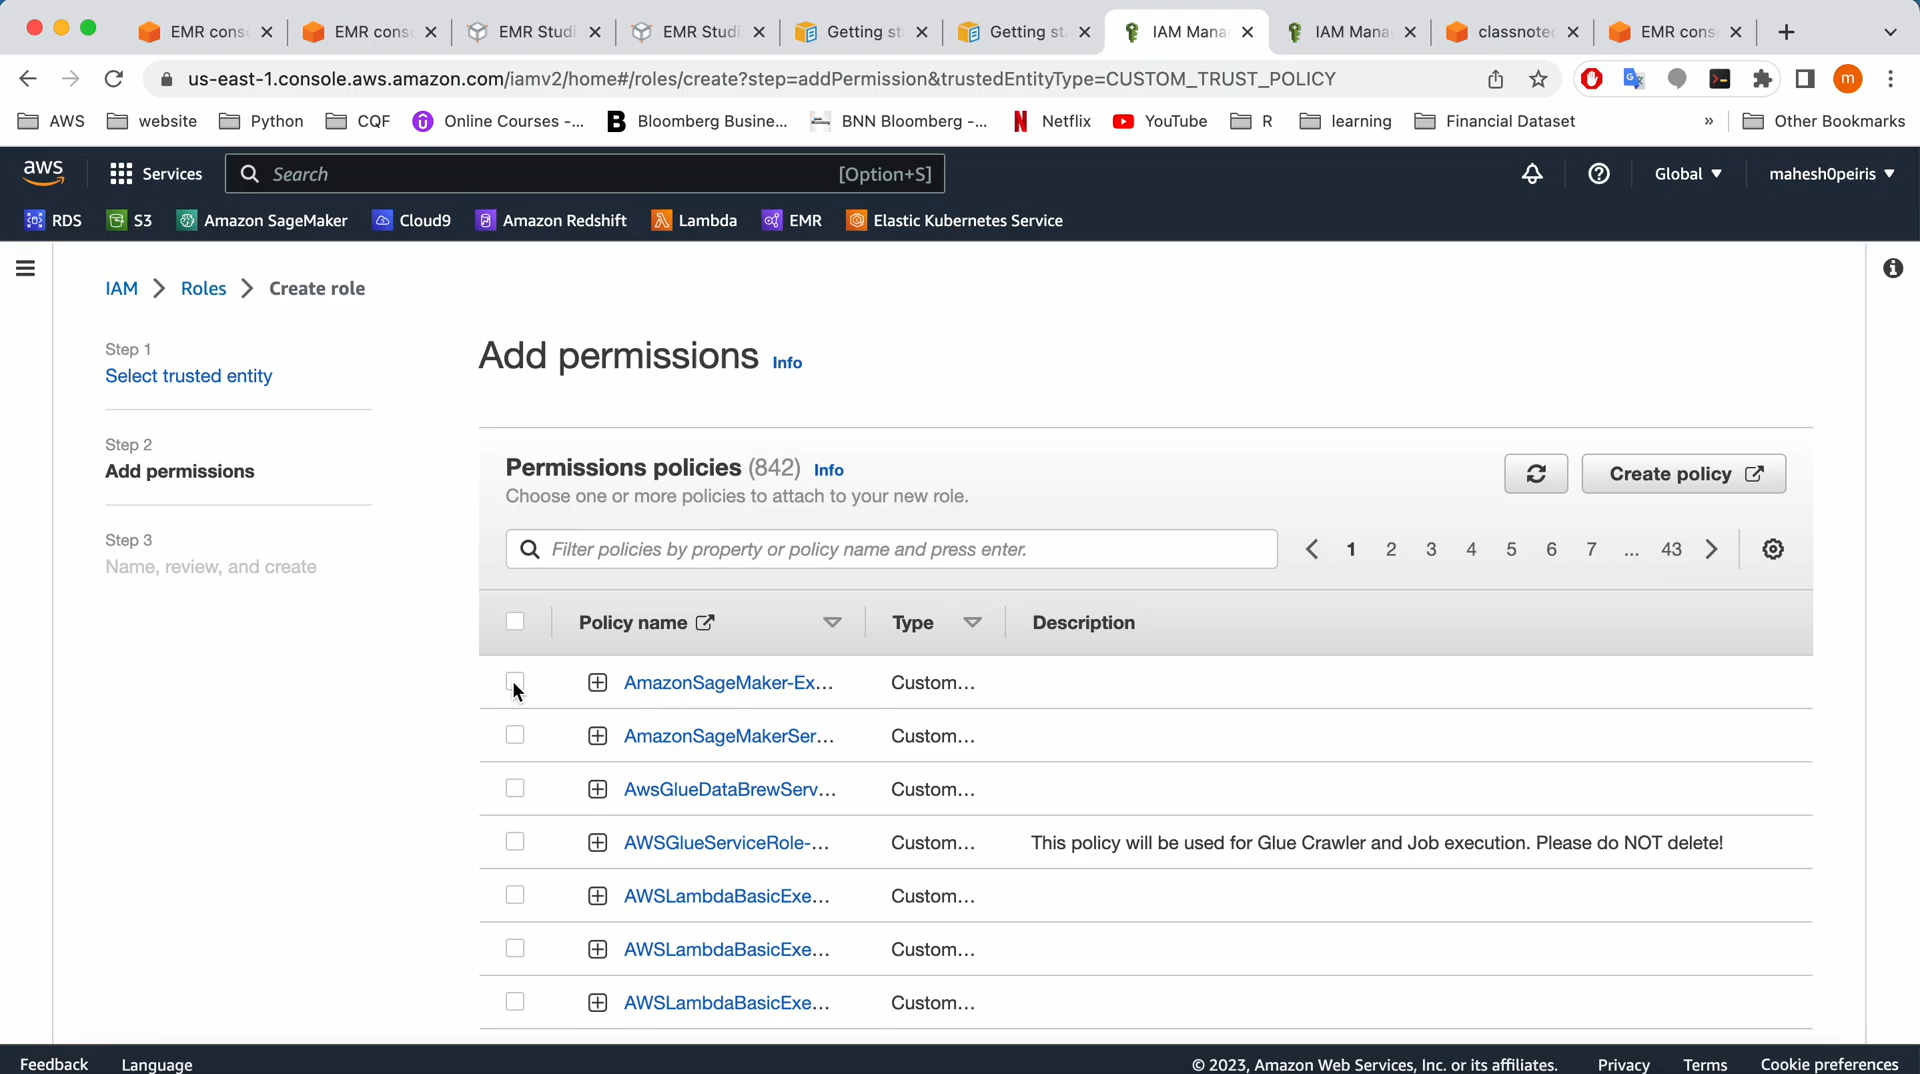 EMR cons
EMR cons
EMR Studi
EMR Studi
Getting st
Getting st
IAM Mana
IAM Mana
classnotec
EMR cons
us-east-1.console.aws.amazon.com/iamv2/home#/roles/create?step=addPermission&trustedEntityType=CUSTOM_TRUST_POLICY
m
AWS
website
Python
CQF
Online Courses -...
Bloomberg Busine...
BNN Bloomberg -...
Netflix
YouTube
R
learning
Financial Dataset
»
Other Bookmarks
aws
Services
Search
[Option+S]
Global
mahesh0peiris
RDS
S3
Amazon SageMaker
Cloud9
Amazon Redshift
Lambda
EMR
Elastic Kubernetes Service
IAM > Roles > Create role
Step 1
Select trusted entity
Step 2
Add permissions
Step 3
Name, review, and create
Add permissions Info
Permissions policies (842) Info
Choose one or more policies to attach to your new role.
Create policy
Filter policies by property or policy name and press enter.
1 2 3 4 5 6 7 ... 43
Policy name Type Description
AmazonSageMaker-Ex... Custom...
AmazonSageMakerSer... Custom...
AwsGlueDataBrewServ... Custom...
AWSGlueServiceRole-... Custom... This policy will be used for Glue Crawler and Job execution. Please do NOT delete!
AWSLambdaBasicExe... Custom...
AWSLambdaBasicExe... Custom...
AWSLambdaBasicExe... Custom...
Feedback Language © 2023, Amazon Web Services, Inc. or its affiliates. Privacy Terms Cookie preferences